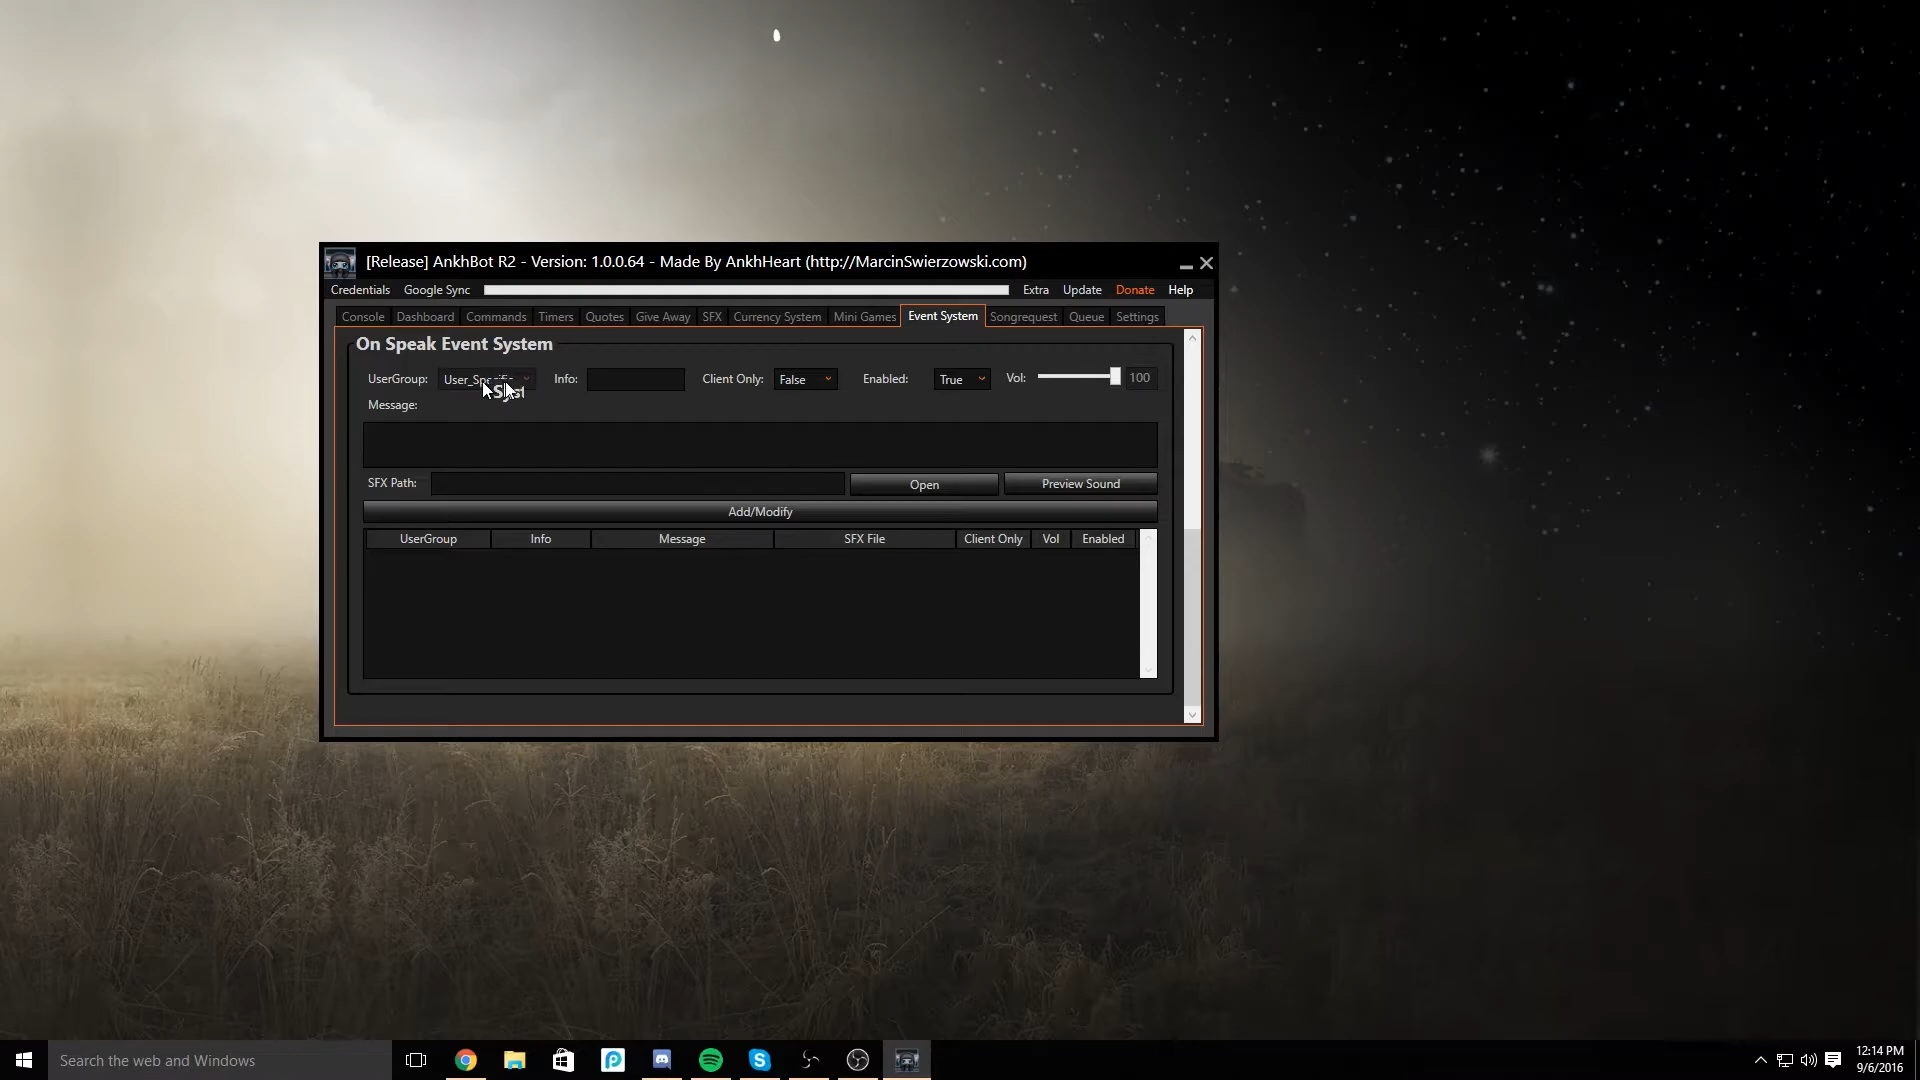 [Release] AnkhBot R2 - Version: 1.0.0.64 - Made By AnkhHeart (http://MarcinSwierzowski.com)
Credentials Google Sync Extra Update Donate Help
Console Dashboard Commands Timers Quotes Give Away SFX Currency System Mini Games Event System Songrequest Queue Settings
On Speak Event System
UserGroup: User_Specific Info: Client Only: False Enabled: True Vol: 100
Message:
SFX Path: Open Preview Sound
Add/Modify
UserGroup Info Message SFX File Client Only Vol Enabled
Search the web and Windows
12:14 PM
9/6/2016